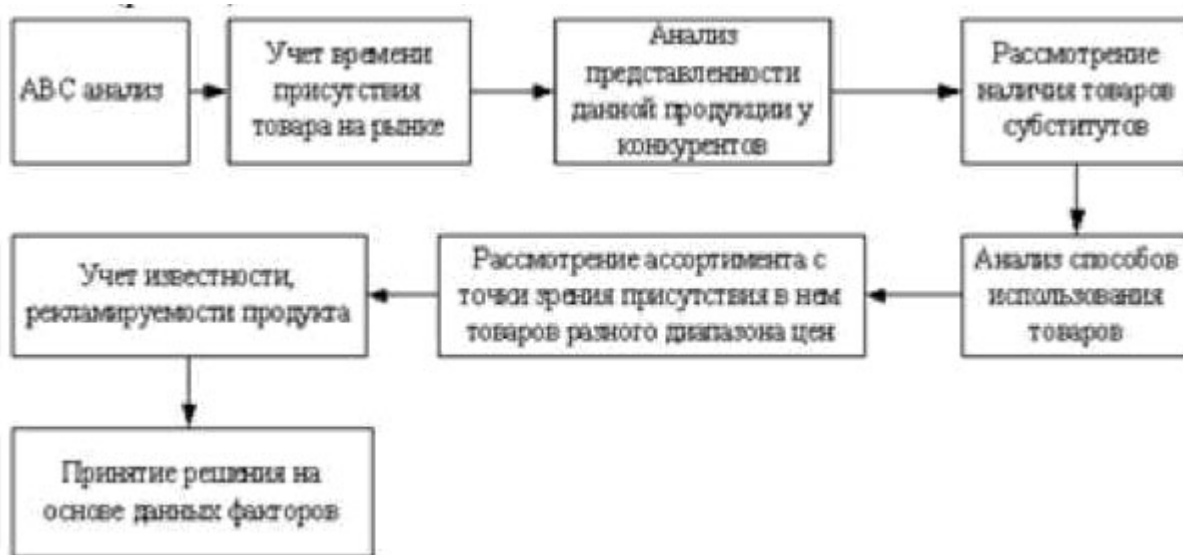 ABC анализ
Учет времени
присутствия
товара на рынке
Анализ
представленности
данной продукции у
конкурентов
Рассмотрение
наличия товаров
субститутов
Анализ способов
использования
товаров
Рассмотрение ассортимента с
точки зрения присутствия в нем
товаров разного диапазона цен
Учет известности,
рекламируемости продукта
Принятие решения на
основе данных факторов